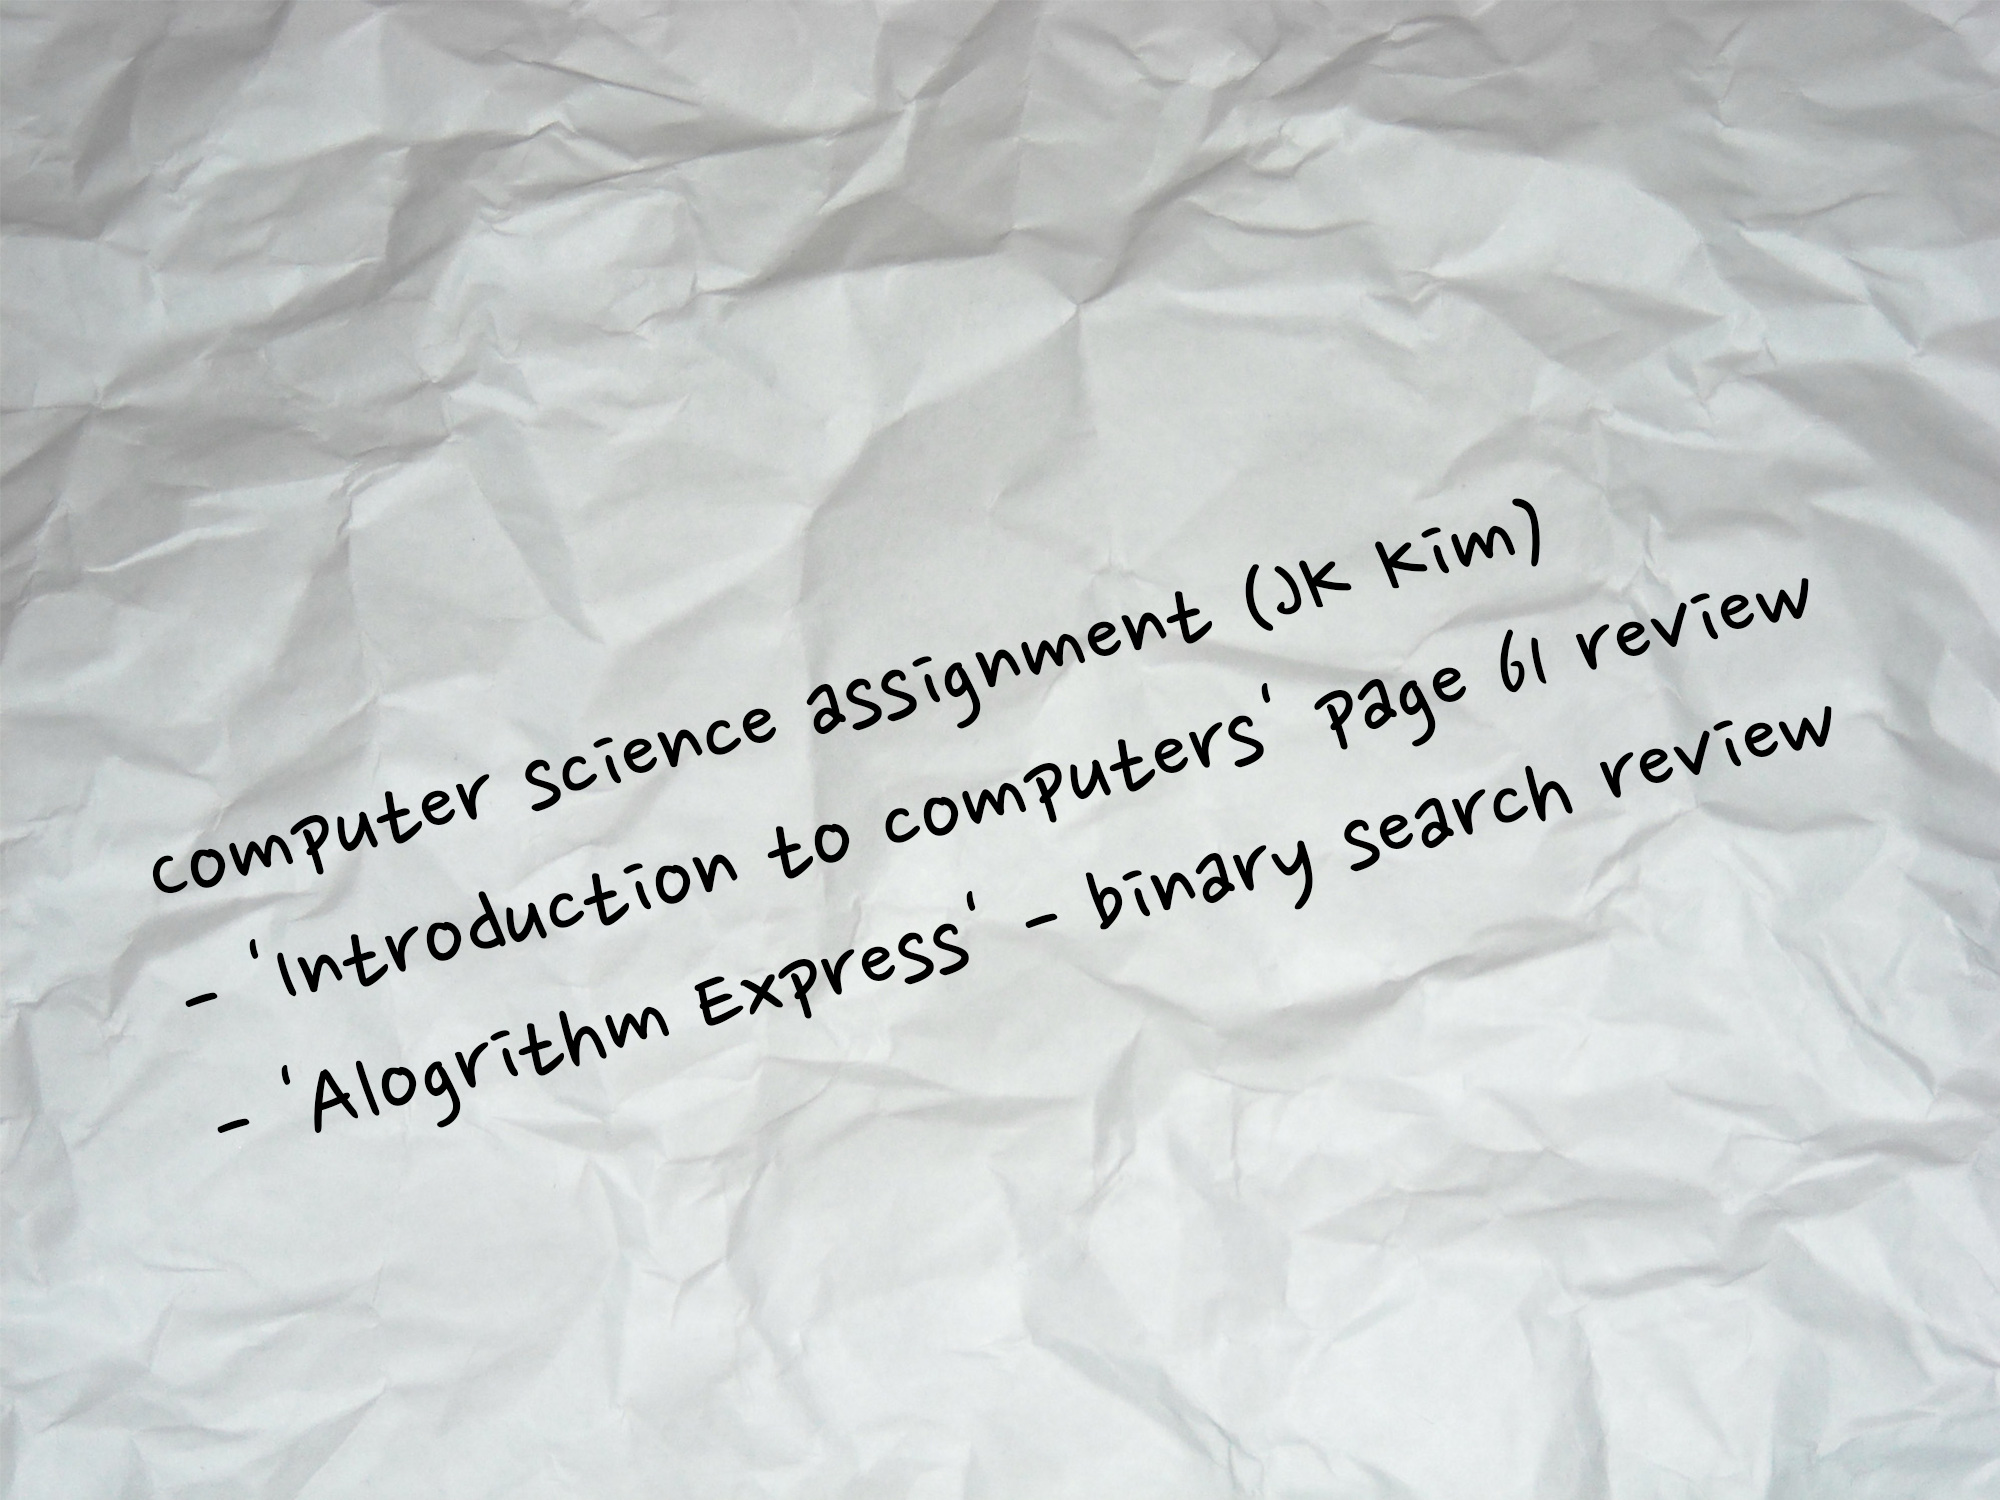 computer science assignment (JK Kim)
- 'Introduction to computers' page 61 review
- 'Alogrithm Express' - binary search review